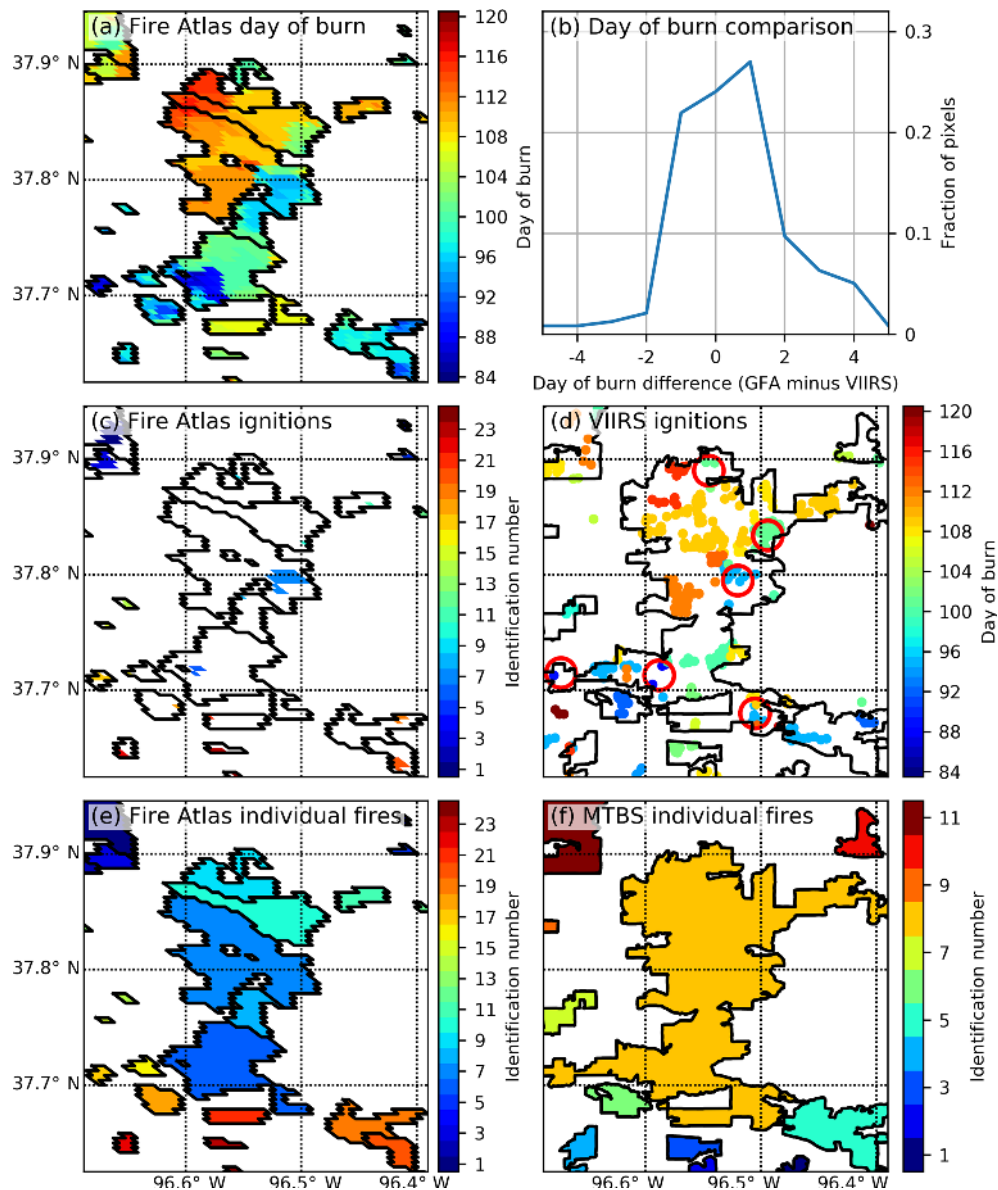 (a) Fire Atlas day of burn
37.9° N
37.8° N
37.7° N
120
116
112
108
104
100
96
92
88
84
Day of burn
(b) Day of burn comparison
0.3
0.2
0.1
0
Fraction of pixels
-4 -2 0 2 4
Day of burn difference (GFA minus VIIRS)
(c) Fire Atlas ignitions
37.9° N
37.8° N
37.7° N
23
21
19
17
15
13
11
9
7
5
3
1
Identification number
(d) VIIRS ignitions
120
116
112
108
104
100
96
92
88
84
Day of burn
(e) Fire Atlas individual fires
37.9° N
37.8° N
37.7° N
96.6° W 96.5° W 96.4° W
23
21
19
17
15
13
11
9
7
5
3
1
Identification number
(f) MTBS individual fires
96.6° W 96.5° W 96.4° W
11
9
7
5
3
1
Identification number